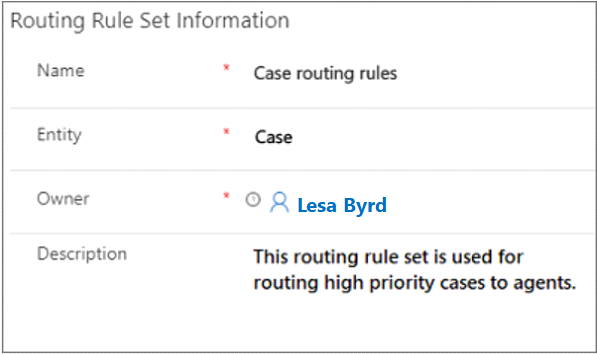 Routing Rule Set Information
Name * Case routing rules
Entity * Case
Owner * Lesa Byrd
Description This routing rule set is used for
routing high priority cases to agents.